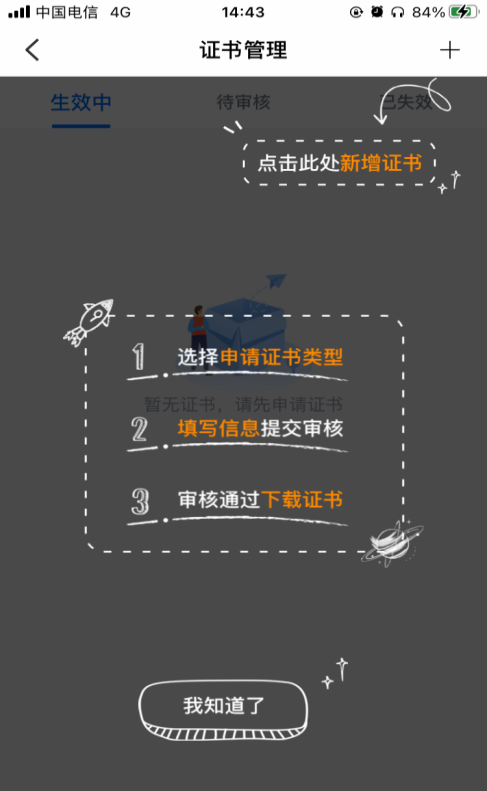 中国电信 4G 14:43 84%
证书管理
生效中 待审核 已失效
点击此处新增证书
1 选择申请证书类型
暂无证书，请先申请证书
2 填写信息提交审核
3 审核通过下载证书
我知道了